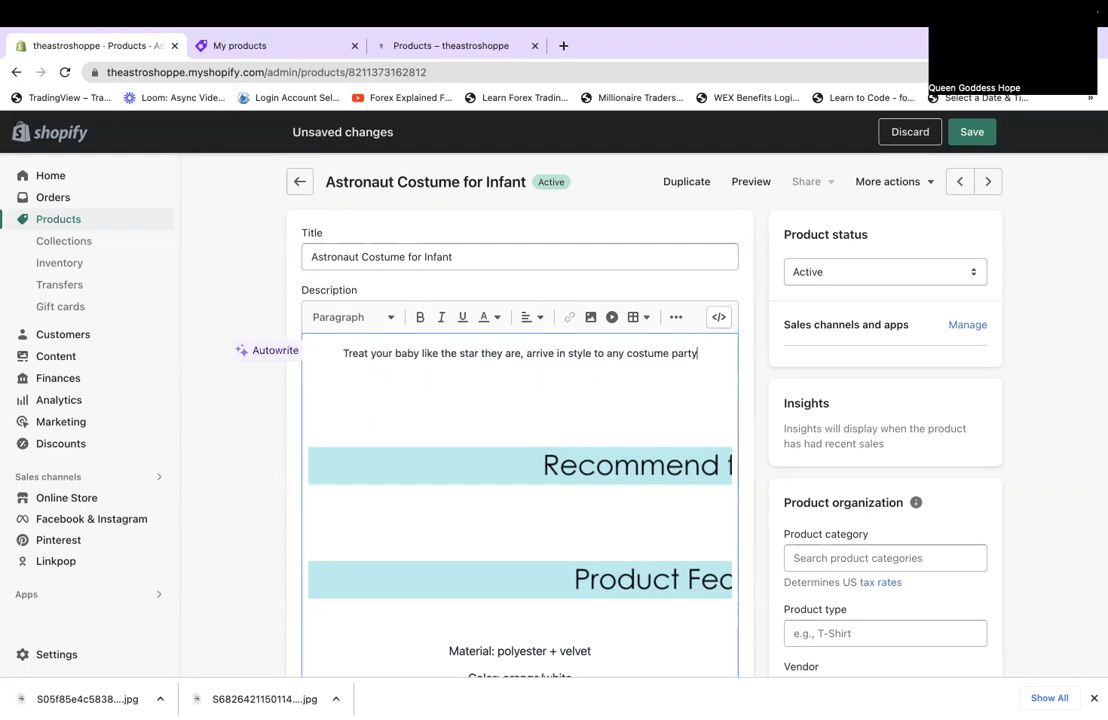 theastroshoppe · Products · As
My products
Products – theastroshoppe
theastroshoppe.myshopify.com/admin/products/8211373162812
Queen Goddess Hope
TradingView – Tra...
Loom: Async Vide...
Login Account Sel...
Forex Explained F...
Learn Forex Tradin...
Millionaire Traders...
WEX Benefits Logi...
Learn to Code - fo...
Select a Date & Ti...
»
shopify
Unsaved changes
Discard
Save
Home
Orders
Products
Collections
Inventory
Transfers
Gift cards
Customers
Content
Finances
Analytics
Marketing
Discounts
Sales channels
Online Store
Facebook & Instagram
Pinterest
Linkpop
Apps
Settings
Astronaut Costume for Infant
Active
Duplicate
Preview
Share
More actions
Title
Astronaut Costume for Infant
Description
Paragraph
B
I
U
A
</>
Autowrite
Treat your baby like the star they are, arrive in style to any costume party
Recommend
Product
Material: polyester + velvet
Color: orange/white
Product status
Active
Sales channels and apps
Manage
Insights
Insights will display when the product
has had recent sales
Product organization
Product category
Search product categories
Determines US tax rates
Product type
e.g., T-Shirt
Vendor
S05f85e4c5838....jpg
S6826421150114....jpg
Show All